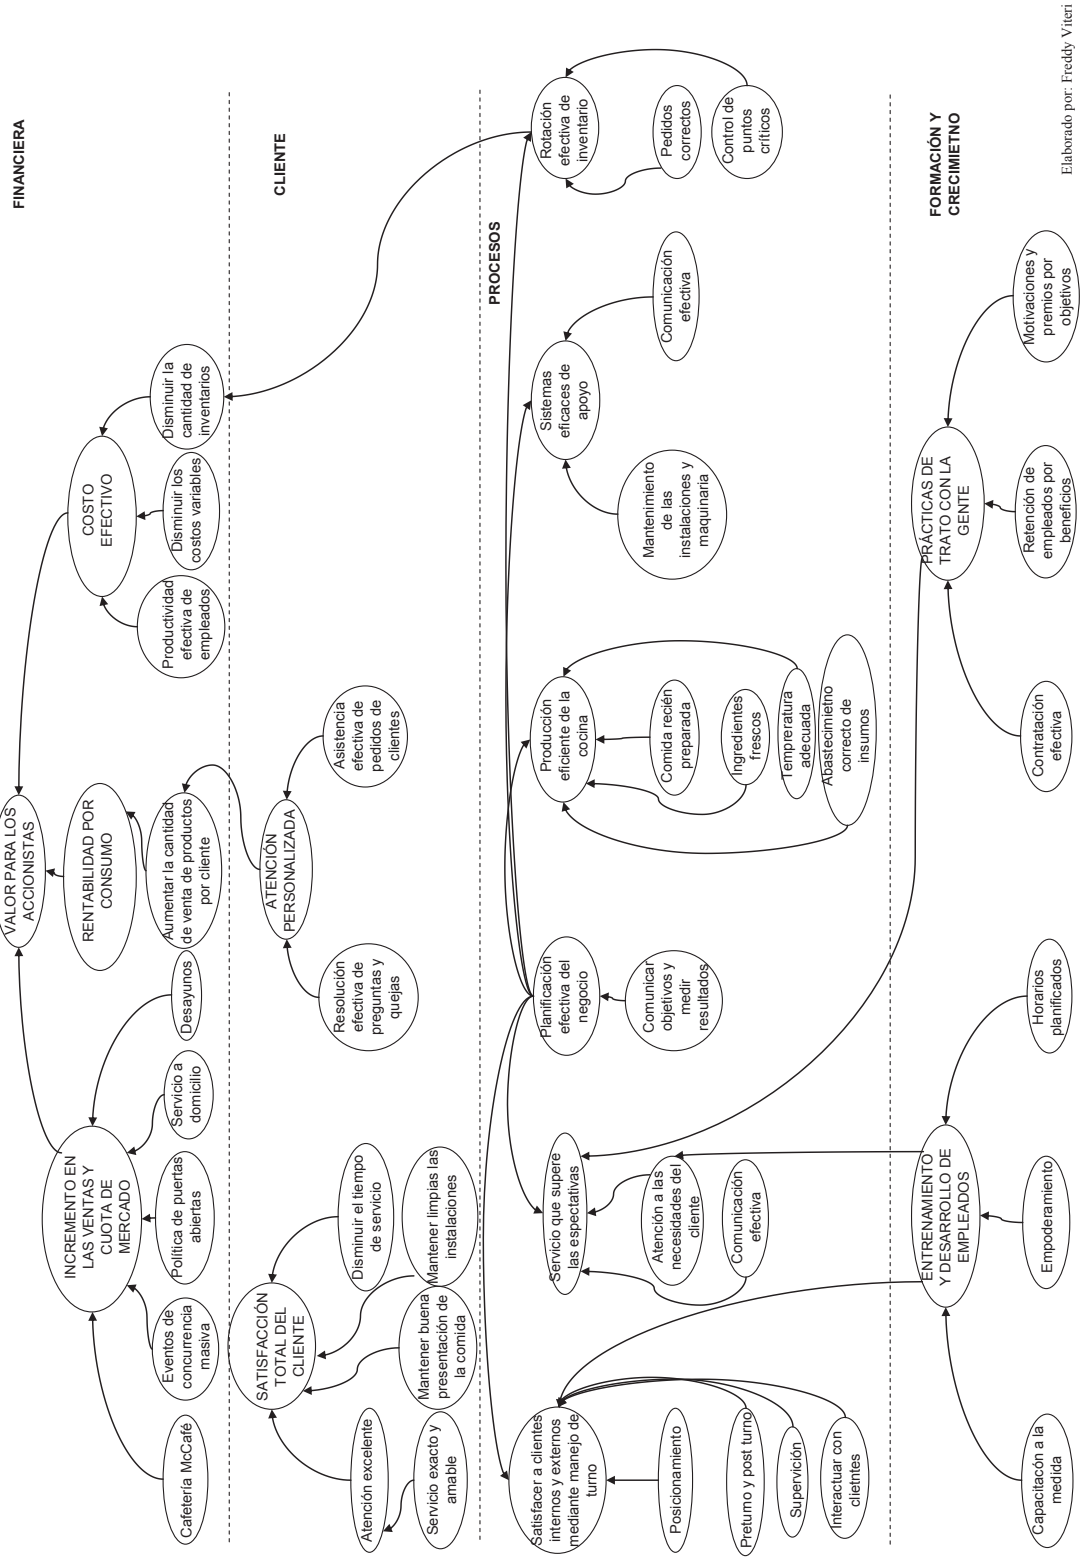 FINANCIERA
VALOR PARA LOS
ACCIONISTAS
INCREMENTO EN
LAS VENTAS Y
CUOTA DE
MERCADO
RENTABILIDAD POR
CONSUMO
COSTO
EFECTIVO
Cafetería McCafé
Eventos de
concurrencia
masiva
Política de puertas
abiertas
Servicio a
domicilio
Desayunos
Aumentar la cantidad
de venta de productos
por cliente
Productividad
efectiva de
empleados
Disminuir los
costos variables
Disminuir la
cantidad de
inventarios
CLIENTE
SATISFACCIÓN
TOTAL DEL
CLIENTE
ATENCIÓN
PERSONALIZADA
Atención excelente
Servicio exacto y
amable
Mantener buena
presentación de
la comida
Disminuir el tiempo
de servicio
Mantener limpias las
instalaciones
Resolución
efectiva de
preguntas y
quejas
Asistencia
efectiva de
pedidos de
clientes
PROCESOS
Satisfacer a clientes
internos y externos
mediante manejo de
turno
Servicio que supere
las espectativas
Planificación
efectiva del
negocio
Producción
eficiente de la
cocina
Sistemas
eficaces de
apoyo
Rotación
efectiva de
inventario
Posicionamiento
Preturno y post turno
Supervición
Interactuar con
clietntes
Atención a las
necesidades del
cliente
Comunicación
efectiva
Comunicar
objetivos y
medir
resultados
Comida recién
preparada
Ingredientes
frescos
Tempreratura
adecuada
Abastecimietno
correcto de
insumos
Mantenimiento
de las
instalaciones y
maquinaria
Comunicación
efectiva
Pedidos
correctos
Control de
puntos
críticos
FORMACIÓN Y
CRECIMIETNO
ENTRENAMIENTO
Y DESARROLLO DE
EMPLEADOS
PRÁCTICAS DE
TRATO CON LA
GENTE
Capacitacón a la
medida
Empoderamiento
Horarios
planificados
Contratación
efectiva
Retención de
empleados por
beneficios
Motivaciones y
premios por
objetivos
Elaborado por: Freddy Viteri